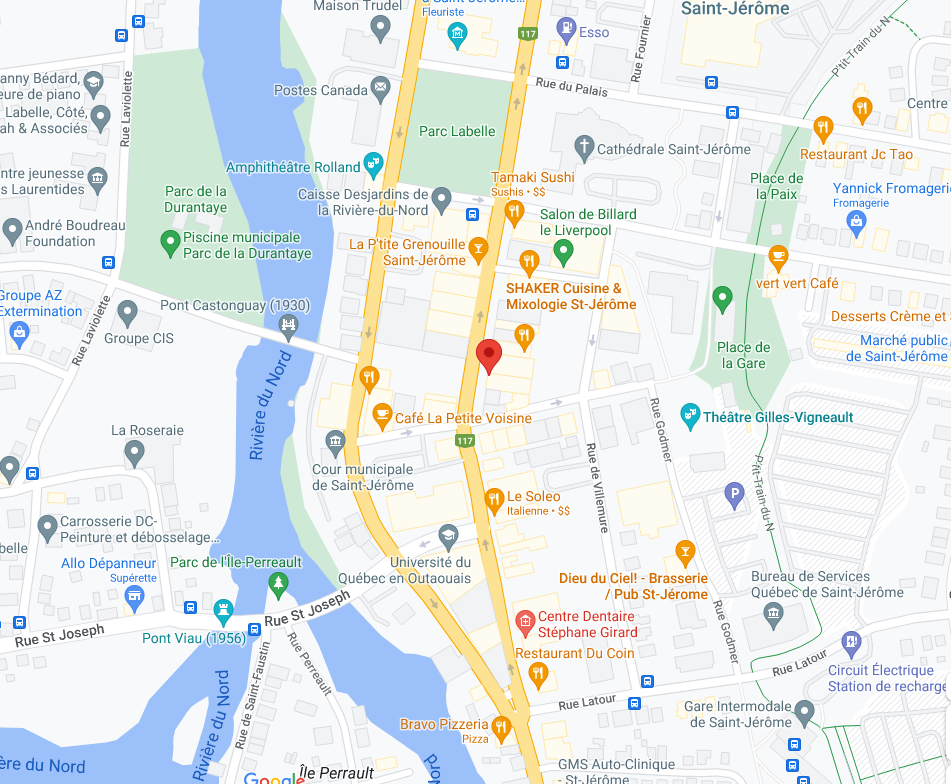 Maison Trudel
Fleuriste
117
Esso
Saint-Jérôme
Rue Fournier
P'tit-Train-du-N
Rue Laviolette
anny Bédard,
eure de piano
Labelle, Côté,
ah & Associés
Postes Canada
Parc Labelle
Rue du Palais
Centre
Restaurant Jc Tao
Cathédrale Saint-Jérôme
Amphithéâtre Rolland
Tamaki Sushi
Sushis • $$
Place de
la Paix
ntre jeunesse
s Laurentides
Parc de la
Durantaye
Caisse Desjardins de
la Rivière-du-Nord
Salon de Billard
le Liverpool
Yannick Fromagerie
Fromagerie
André Boudreau
Foundation
Piscine municipale
Parc de la Durantaye
La P'tite Grenouille
Saint-Jérôme
vert vert Café
SHAKER Cuisine &
Mixologie St-Jérôme
Groupe AZ
Extermination
Groupe CIS
Rue Laviolette
Pont Castonguay (1930)
Desserts Crème et
Marché public
de Saint-Jérôme
Place de
la Gare
Rivière du Nord
Café La Petite Voisine
Rue Godmer
Théâtre Gilles-Vigneault
La Roseraie
117
Cour municipale
de Saint-Jérôme
Rue de Villemure
P'tit-Train-du-N
P
Le Soleo
Italienne • $$
Carrosserie DC-
Peinture et débosselage...
belle
Allo Dépanneur
Supérette
Parc de l'Île-Perreault
Université du
Québec en Outaouais
Dieu du Ciel! - Brasserie
/ Pub St-Jérome
Bureau de Services
Québec de Saint-Jérôme
Rue St Joseph
Pont Viau (1956)
Rue St Joseph
Centre Dentaire
Stéphane Girard
Rue Godmer
Restaurant Du Coin
Rue Latour
Circuit Électrique
Station de recharge
Rue de Saint-Faustin
Rue Perreault
Rivière du Nord
Rue Latour
Gare Intermodale
de Saint-Jérôme
Bravo Pizzeria
Pizza
ère du Nord
Google
Île Perrault
GMS Auto-Clinique
- St-Jérôme